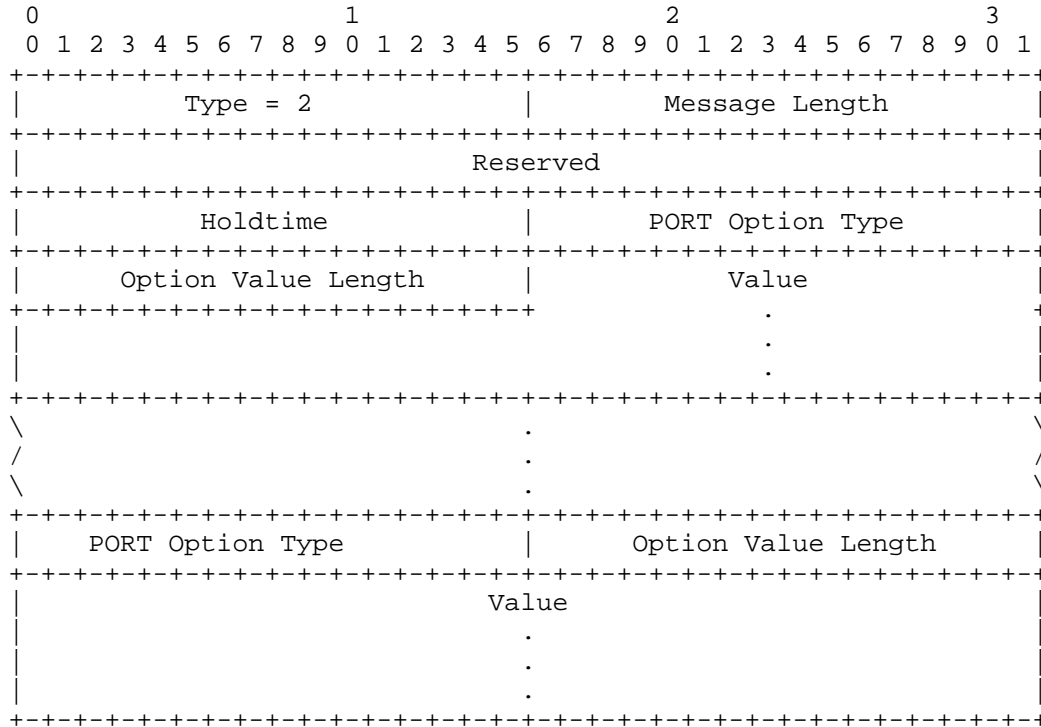 0                   1                   2                   3
0 1 2 3 4 5 6 7 8 9 0 1 2 3 4 5 6 7 8 9 0 1 2 3 4 5 6 7 8 9 0 1
+-+-+-+-+-+-+-+-+-+-+-+-+-+-+-+-+-+-+-+-+-+-+-+-+-+-+-+-+-+-+-+-+
|          Type = 2             |        Message Length         |
+-+-+-+-+-+-+-+-+-+-+-+-+-+-+-+-+-+-+-+-+-+-+-+-+-+-+-+-+-+-+-+-+
|                            Reserved                           |
+-+-+-+-+-+-+-+-+-+-+-+-+-+-+-+-+-+-+-+-+-+-+-+-+-+-+-+-+-+-+-+-+
|           Holdtime            |       PORT Option Type        |
+-+-+-+-+-+-+-+-+-+-+-+-+-+-+-+-+-+-+-+-+-+-+-+-+-+-+-+-+-+-+-+-+
|      Option Value Length      |            Value              |
+-+-+-+-+-+-+-+-+-+-+-+-+-+-+-+-+              .                +
|                                              .                |
|                                              .                |
+-+-+-+-+-+-+-+-+-+-+-+-+-+-+-+-+-+-+-+-+-+-+-+-+-+-+-+-+-+-+-+-+
\                               .                               \
/                               .                               /
\                               .                               \
+-+-+-+-+-+-+-+-+-+-+-+-+-+-+-+-+-+-+-+-+-+-+-+-+-+-+-+-+-+-+-+-+
|    PORT Option Type           |      Option Value Length      |
+-+-+-+-+-+-+-+-+-+-+-+-+-+-+-+-+-+-+-+-+-+-+-+-+-+-+-+-+-+-+-+-+
|                             Value                             |
|                               .                               |
|                               .                               |
|                               .                               |
+-+-+-+-+-+-+-+-+-+-+-+-+-+-+-+-+-+-+-+-+-+-+-+-+-+-+-+-+-+-+-+-+